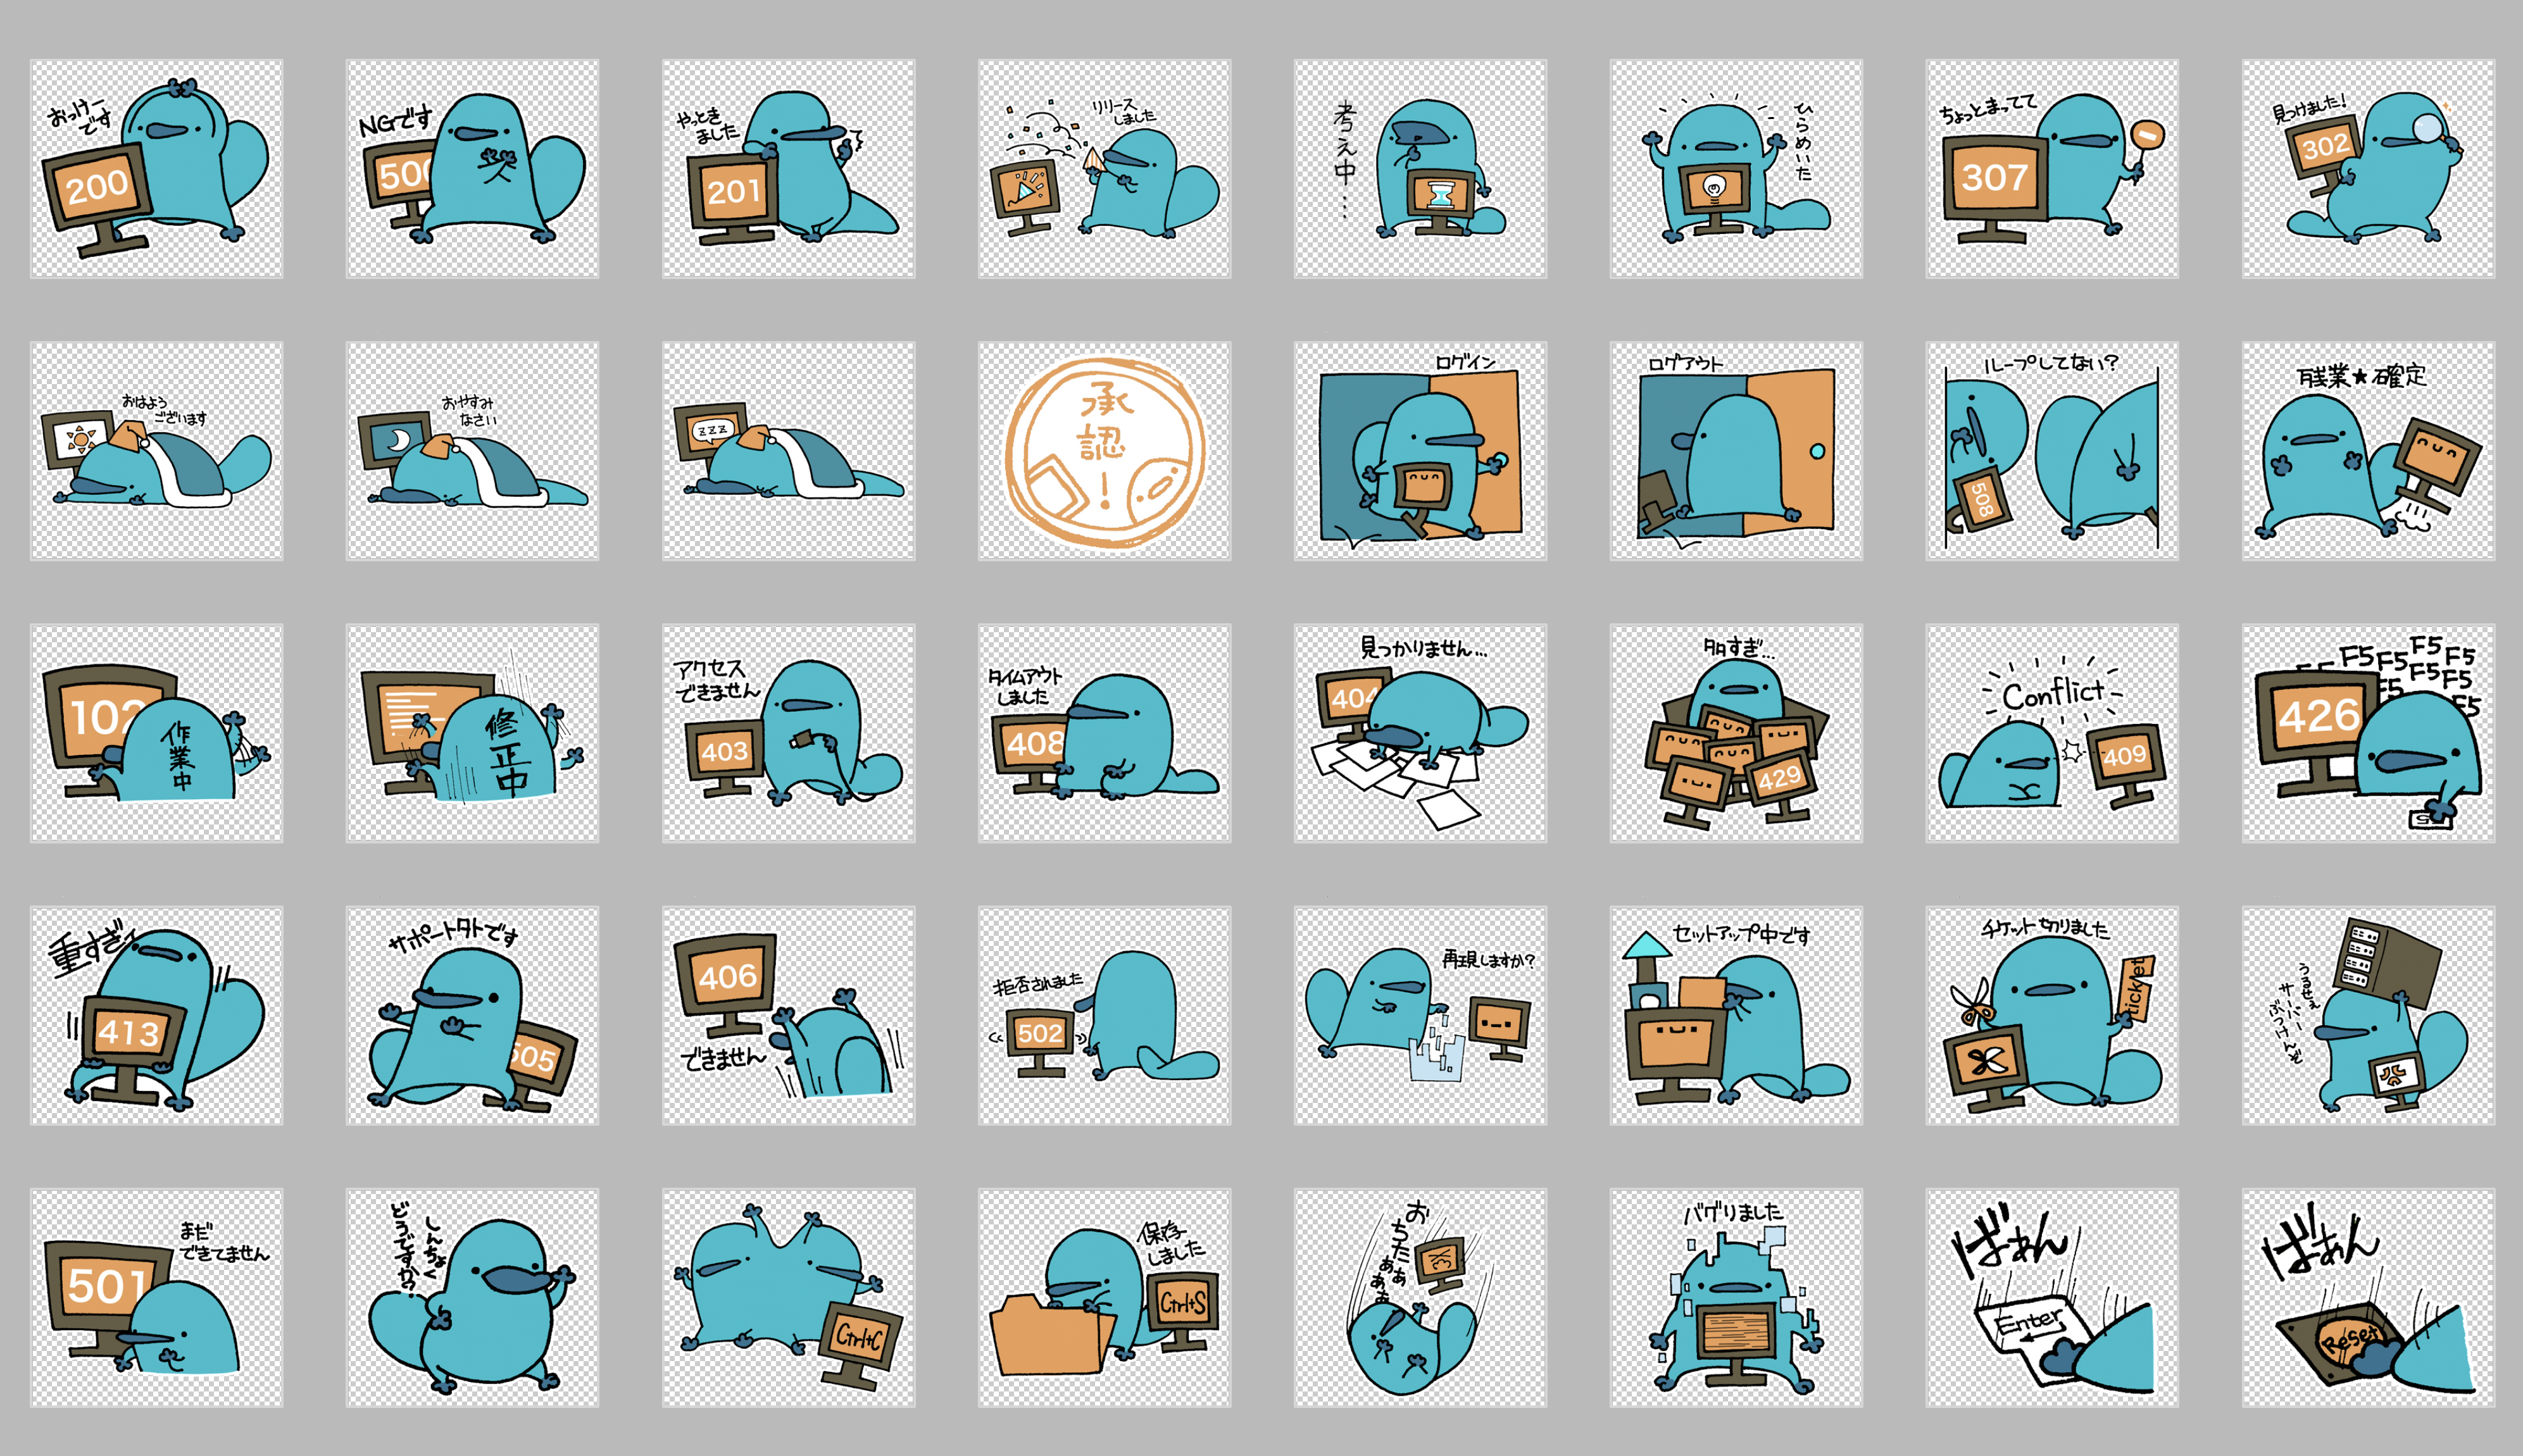 おっけー
です
200
NGです
500
やっとき
ました
201
リリース
しました
考え中…
ひらめいた
ちょっとまってて
307
見つけました!
302
おはよう
ございます
おやすみ
なさい
zzz
承認!
ログイン
ログアウト
ループしてない?
508
残業★確定
102
作業中
修正中
アクセス
できません
403
タイムアウト
しました
408
見つかりません…
404
多すぎ…
429
Conflict
409
F5 F5 F5 F5 F5 F5 F5 F5 F5
426
F5
重すぎィ
413
サポート外です
505
406
できません
拒否されました
502
再現しますか?
セットアップ中です
チケット切りました
ticket
うるせぇ
サーバー
ぶつけんぞ
501
まだ
できてません
しんちょく
どうですか?
Ctrl+C
保存
しました
Ctrl+S
おちたぁぁぁぁ
バグりました
ばぁん
Enter
ばぁん
Reset